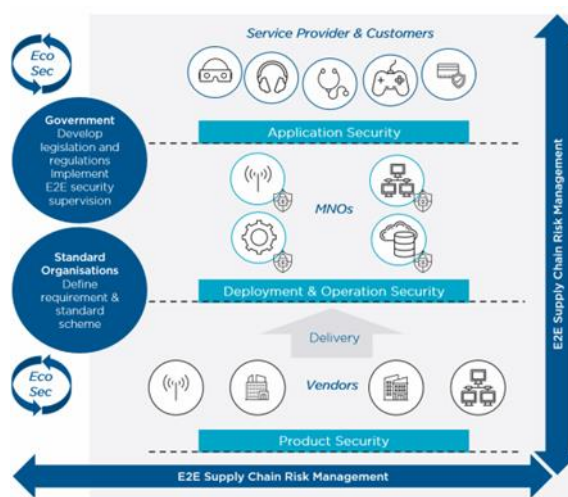 Service Provider & Customers
Eco
Sec
Application Security
Government
Develop
legislation and
regulations
Implement
E2E security
supervision
MNOs
Standard
Organisations
Define
requirement &
standard
scheme
Deployment & Operation Security
Delivery
Eco
Sec
Vendors
Product Security
E2E Supply Chain Risk Management
E2E Supply Chain Risk Management